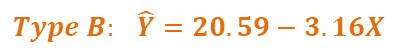 Type B: Ŷ = 20.59 − 3.16X